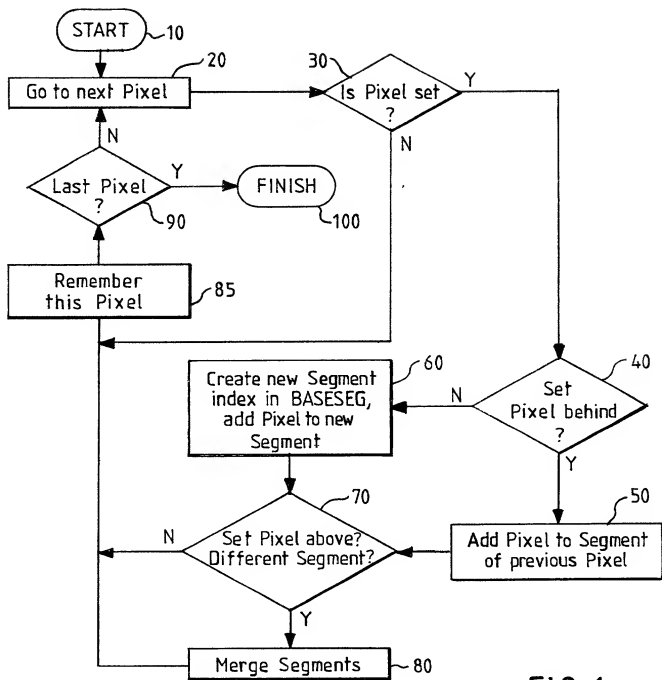 START
10
20
Go to next Pixel
30
Is Pixel set
?
Y
N
N
Last Pixel
?
Y
90
FINISH
100
Remember
this Pixel
85
60
Create new Segment
index in BASESEG,
add Pixel to new
Segment
N
40
Set
Pixel behind
?
Y
70
Set Pixel above?
Different Segment?
N
Y
50
Add Pixel to Segment
of previous Pixel
Merge Segments
80